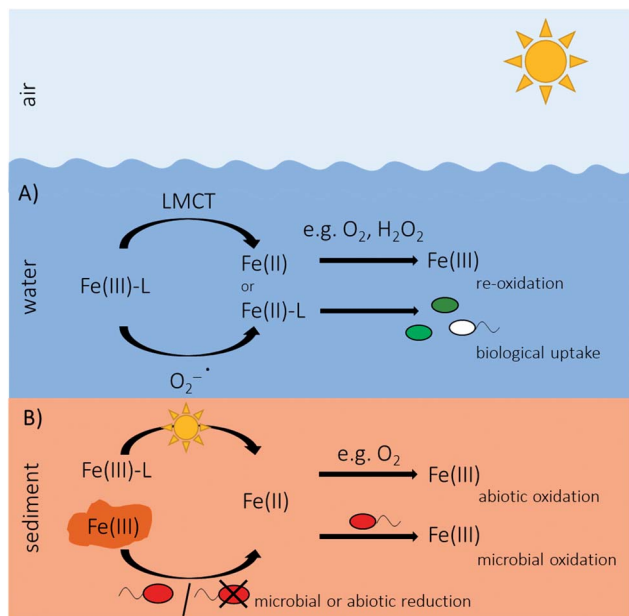 air
A)
LMCT
e.g. O₂, H₂O₂
Fe(III)-L
Fe(II)
or
Fe(II)-L
Fe(III)
re-oxidation
biological uptake
O₂⁻˙
water
B)
Fe(III)-L
Fe(III)
Fe(II)
e.g. O₂
Fe(III)
abiotic oxidation
Fe(III)
microbial oxidation
/
microbial or abiotic reduction
sediment